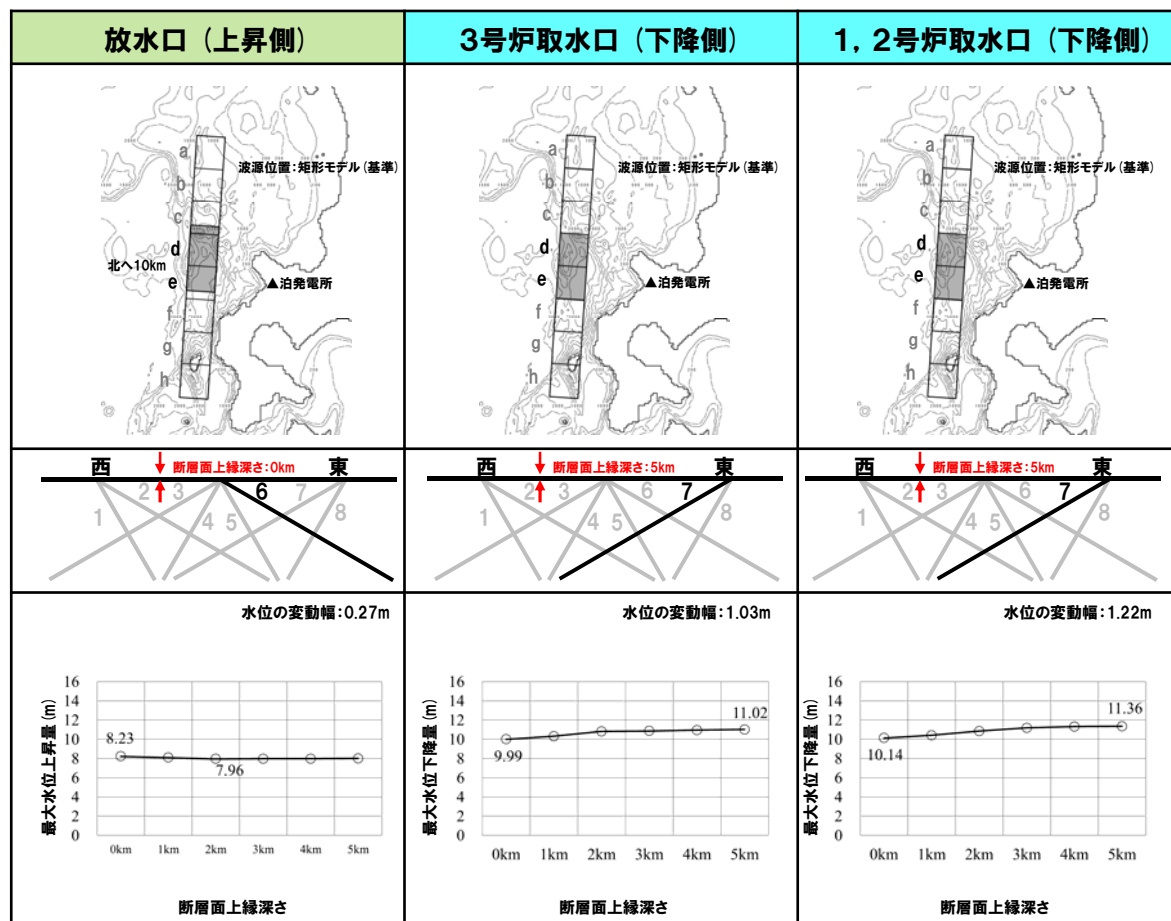 放水口（上昇側）
3号炉取水口（下降側）
1，2号炉取水口（下降側）
a
波源位置：矩形モデル（基準）
b
c
d
北へ10km
e
▲泊発電所
f
g
h
a
波源位置：矩形モデル（基準）
b
c
d
e
▲泊発電所
f
g
h
a
波源位置：矩形モデル（基準）
b
c
d
e
▲泊発電所
f
g
h
西 断層面上縁深さ：0km 東
1 2 3 4 5 6 7 8
西 断層面上縁深さ：5km 東
1 2 3 4 5 6 7 8
西 断層面上縁深さ：5km 東
1 2 3 4 5 6 7 8
水位の変動幅：0.27m
最大水位上昇量（m）
16
14
12
10
8
6
4
2
0
8.23
7.96
0km 1km 2km 3km 4km 5km
断層面上縁深さ
水位の変動幅：1.03m
最大水位下降量（m）
16
14
12
10
8
6
4
2
0
9.99
11.02
0km 1km 2km 3km 4km 5km
断層面上縁深さ
水位の変動幅：1.22m
最大水位下降量（m）
16
14
12
10
8
6
4
2
0
10.14
11.36
0km 1km 2km 3km 4km 5km
断層面上縁深さ